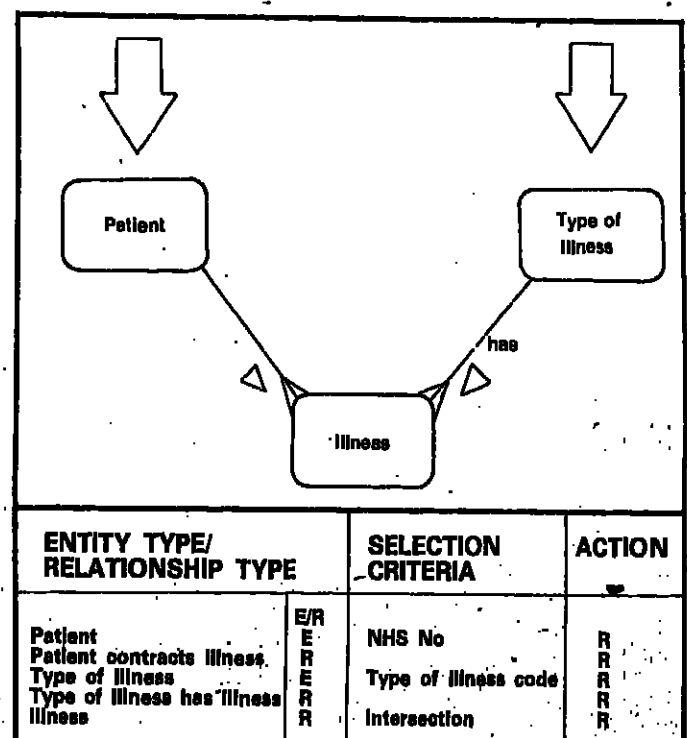 Patient
Type of
Illness
has
Illness
ENTITY TYPE/
RELATIONSHIP TYPE
SELECTION
CRITERIA
ACTION
E/R
Patient E NHS No R
Patient contracts Illness R R
Type of Illness E Type of Illness code R
Type of Illness has Illness R R
Illness R Intersection R